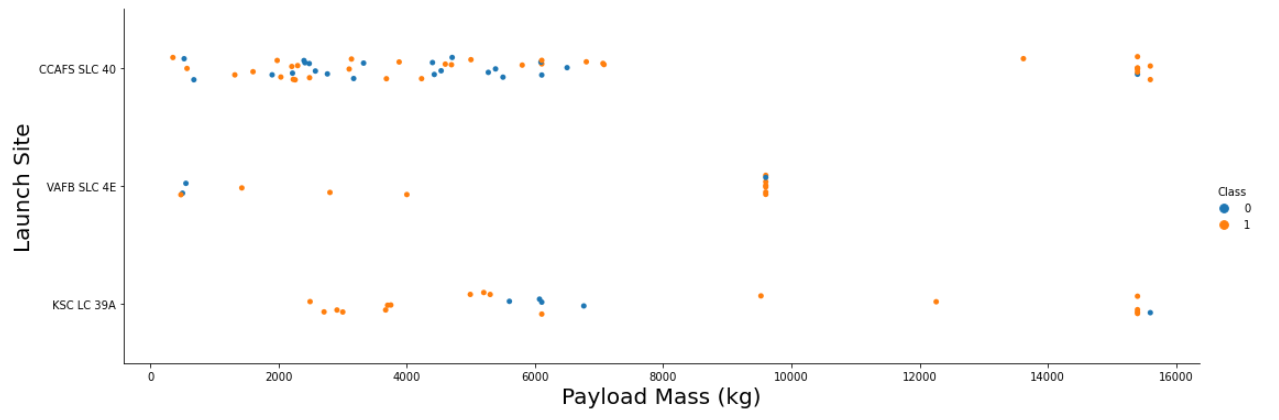 Launch Site
CCAFS SLC 40
VAFB SLC 4E
KSC LC 39A
0 2000 4000 6000 8000 10000 12000 14000 16000
Payload Mass (kg)
Class
0
1